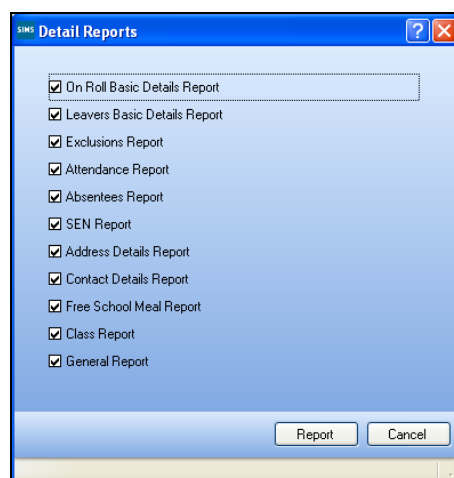 SIMS Detail Reports
On Roll Basic Details Report
Leavers Basic Details Report
Exclusions Report
Attendance Report
Absentees Report
SEN Report
Address Details Report
Contact Details Report
Free School Meal Report
Class Report
General Report
Report Cancel